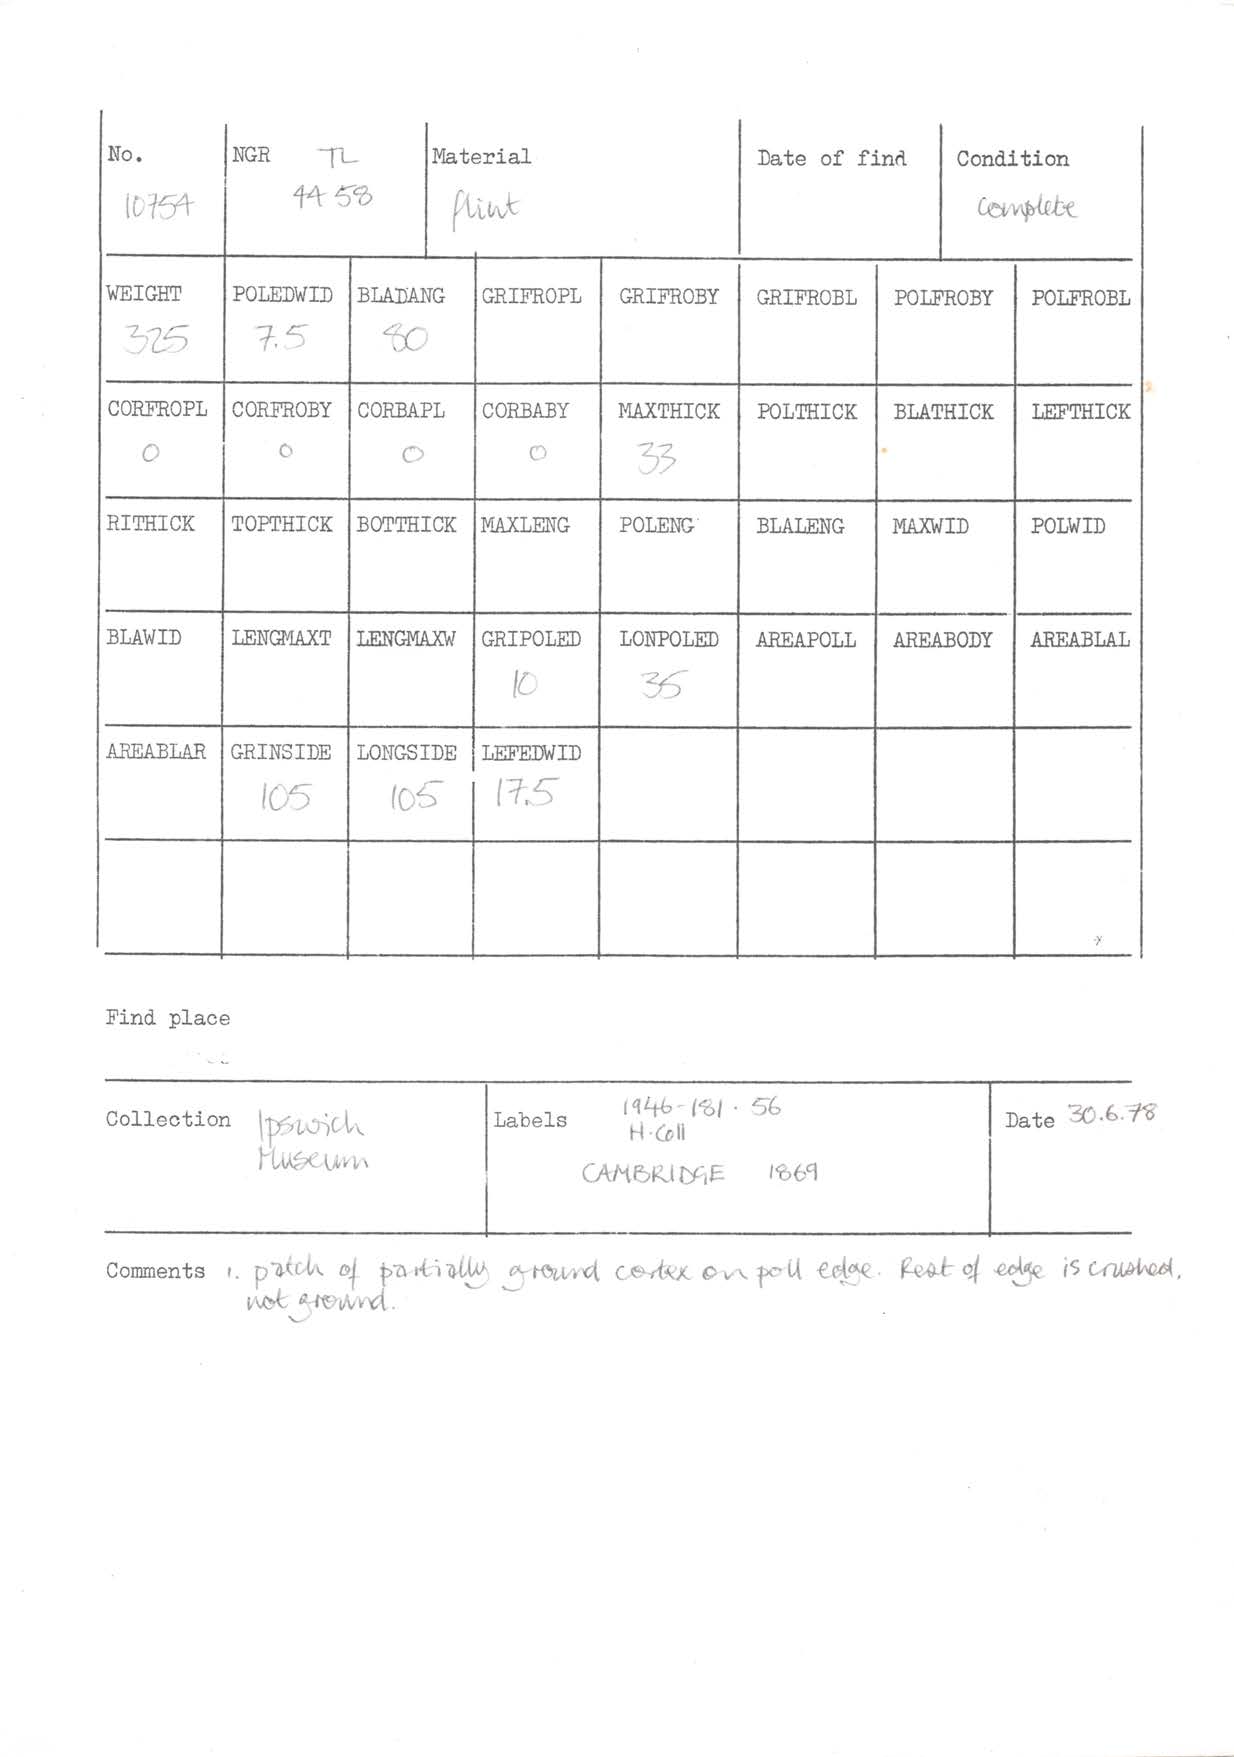 No. NGR TL Material Date of find Condition
10754 44 58 flint complete
WEIGHT POLEDWID BLADANG GRIFROPL GRIFROBY GRIFROBL POLFROBY POLFROBL
325 7.5 80
CORFROPL CORFROBY CORBAPL CORBABY MAXTHICK POLTHICK BLATHICK LEFTHICK
0 0 0 0 33
RITHICK TOPTHICK BOTTHICK MAXLENG POLENG BLALENG MAXWID POLWID
BLAWID LENGMAXT LENGMAXW GRIPOLED LONPOLED AREAPOLL AREABODY AREABLAL
10 35
AREABLAR GRINSIDE LONGSIDE LEFEDWID
105 105 17.5
Find place
Collection Ipswich Museum
Labels 1946-181.56
H.Coll
CAMBRIDGE 1869
Date 30.6.78
Comments 1. patch of partially ground cortex on poll edge. Rest of edge is crushed,
not ground.